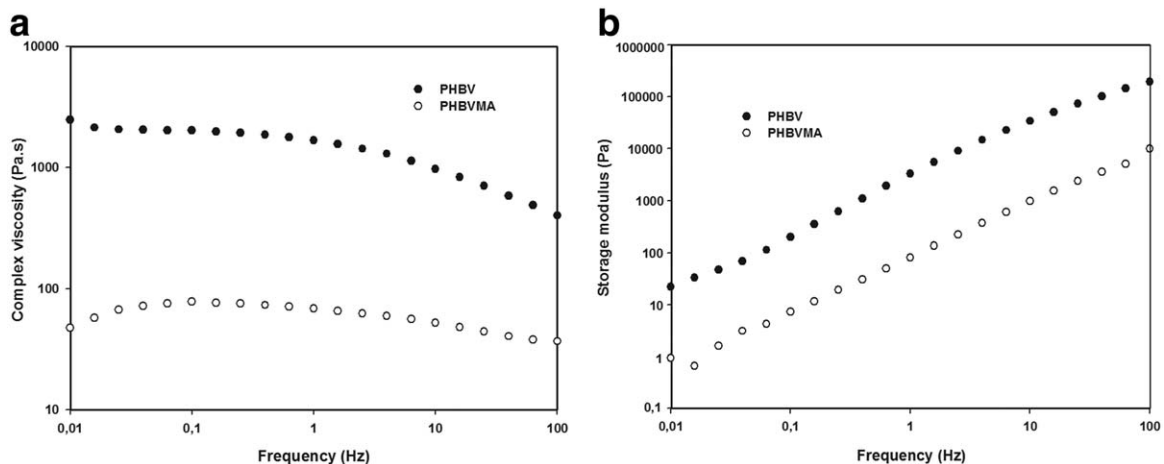 a
10000
1000
100
10
Complex viscosity (Pa.s)
PHBV
PHBVMA
0,01
0,1
1
10
100
Frequency (Hz)
b
1000000
100000
10000
1000
100
10
1
0,1
Storage modulus (Pa)
PHBV
PHBVMA
0,01
0,1
1
10
100
Frequency (Hz)